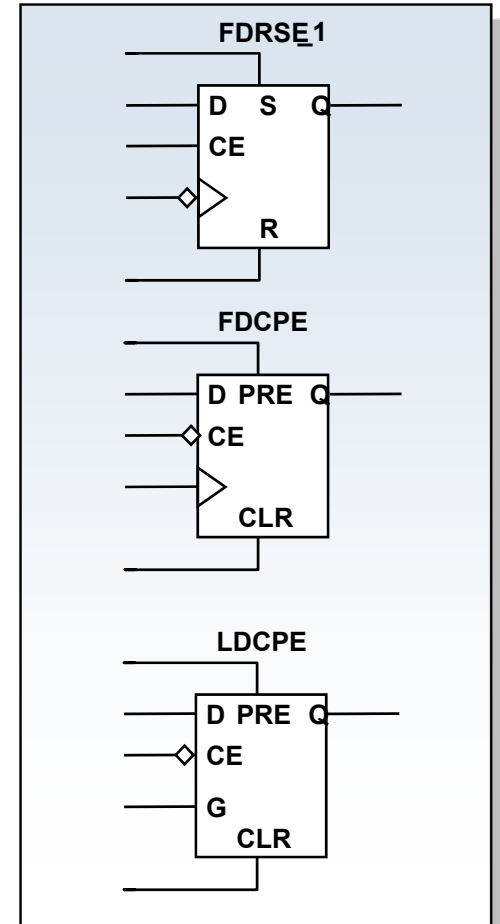 FDRSE_1
D S Q
CE
R
FDCPE
D PRE Q
CE
CLR
LDCPE
D PRE Q
CE
G
CLR